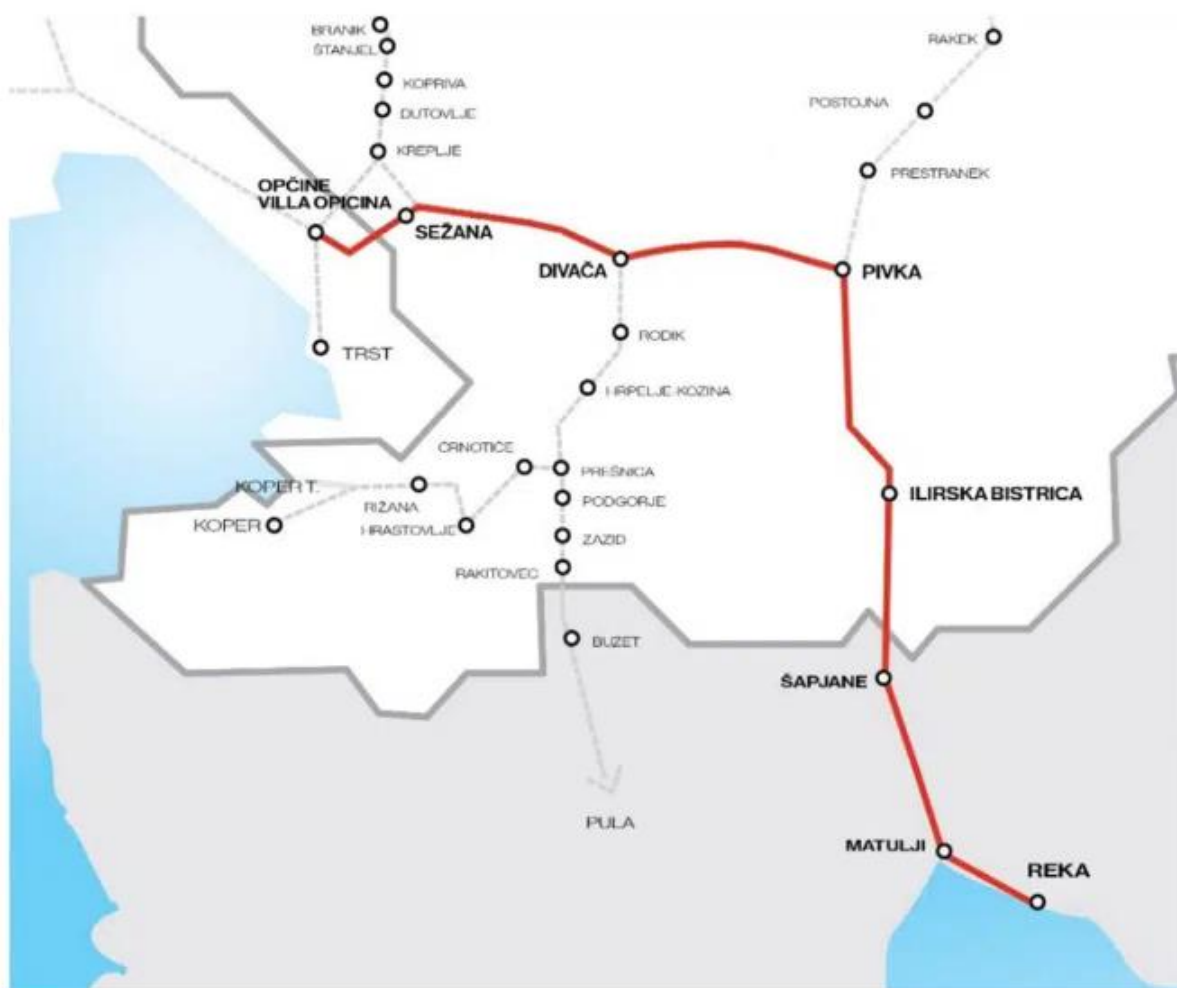 BRANIK
ŠTANJEL
RAKEK
KOPRIVA
POSTOJNA
DUTOVLJE
KREPLJE
PRESTRANEK
OPČINE
VILLA OPICINA
SEŽANA
DIVAČA
PIVKA
RODIK
TRST
HRPELJE-KOZINA
ČRNOTIČE
PREŠNICA
KOPER T.
RIŽANA
PODGORJE
ILIRSKA BISTRICA
KOPER
HRASTOVLJE
ZAZID
RAKITOVEC
BUZET
ŠAPJANE
PULA
MATULJI
REKA